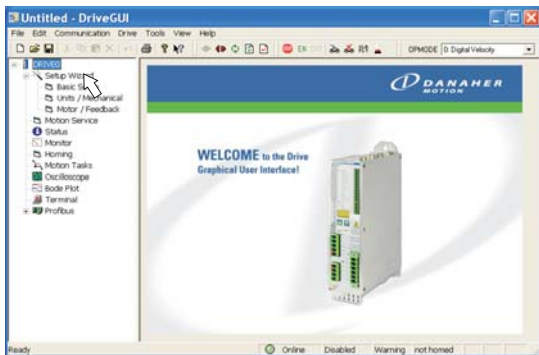 Untitled - DriveGUI
File Edit Communication Drive Tools View Help
OPMODE 0: Digital Velocity
DRIVE0
Setup Wizard
Basic
Units / Mechanical
Motor / Feedback
Motion Service
Status
Monitor
Homing
Motion Tasks
Oscilloscope
Bode Plot
Terminal
Profibus
DANAHER
MOTION
WELCOME to the Drive
Graphical User Interface!
Ready
Online Disabled Warning not homed